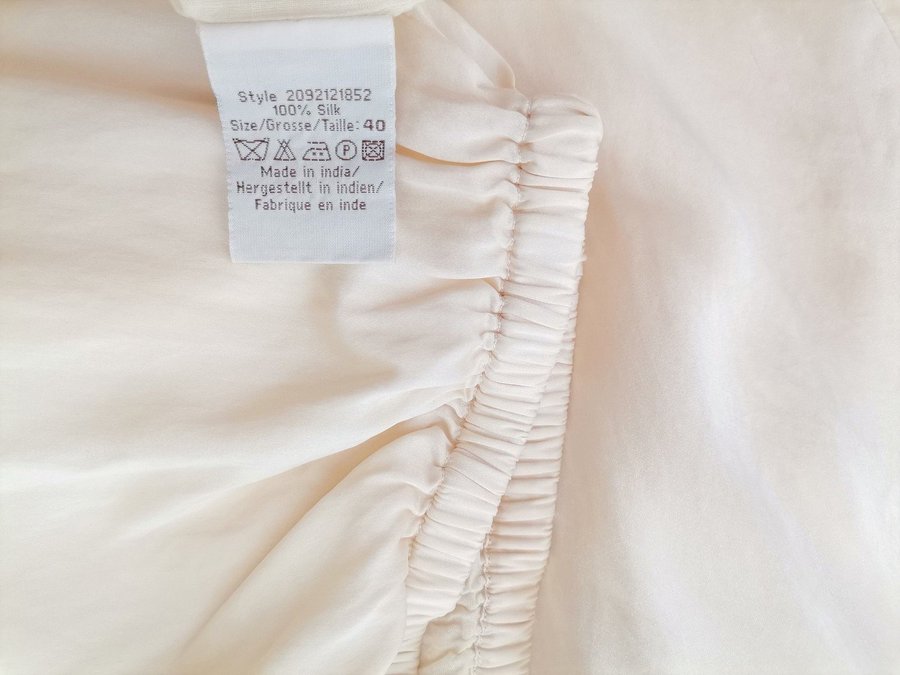 Style 2092121852
100% Silk
Size/Grosse/Taille: 40
P
Made in india/
Hergestellt in indien/
Fabrique en inde